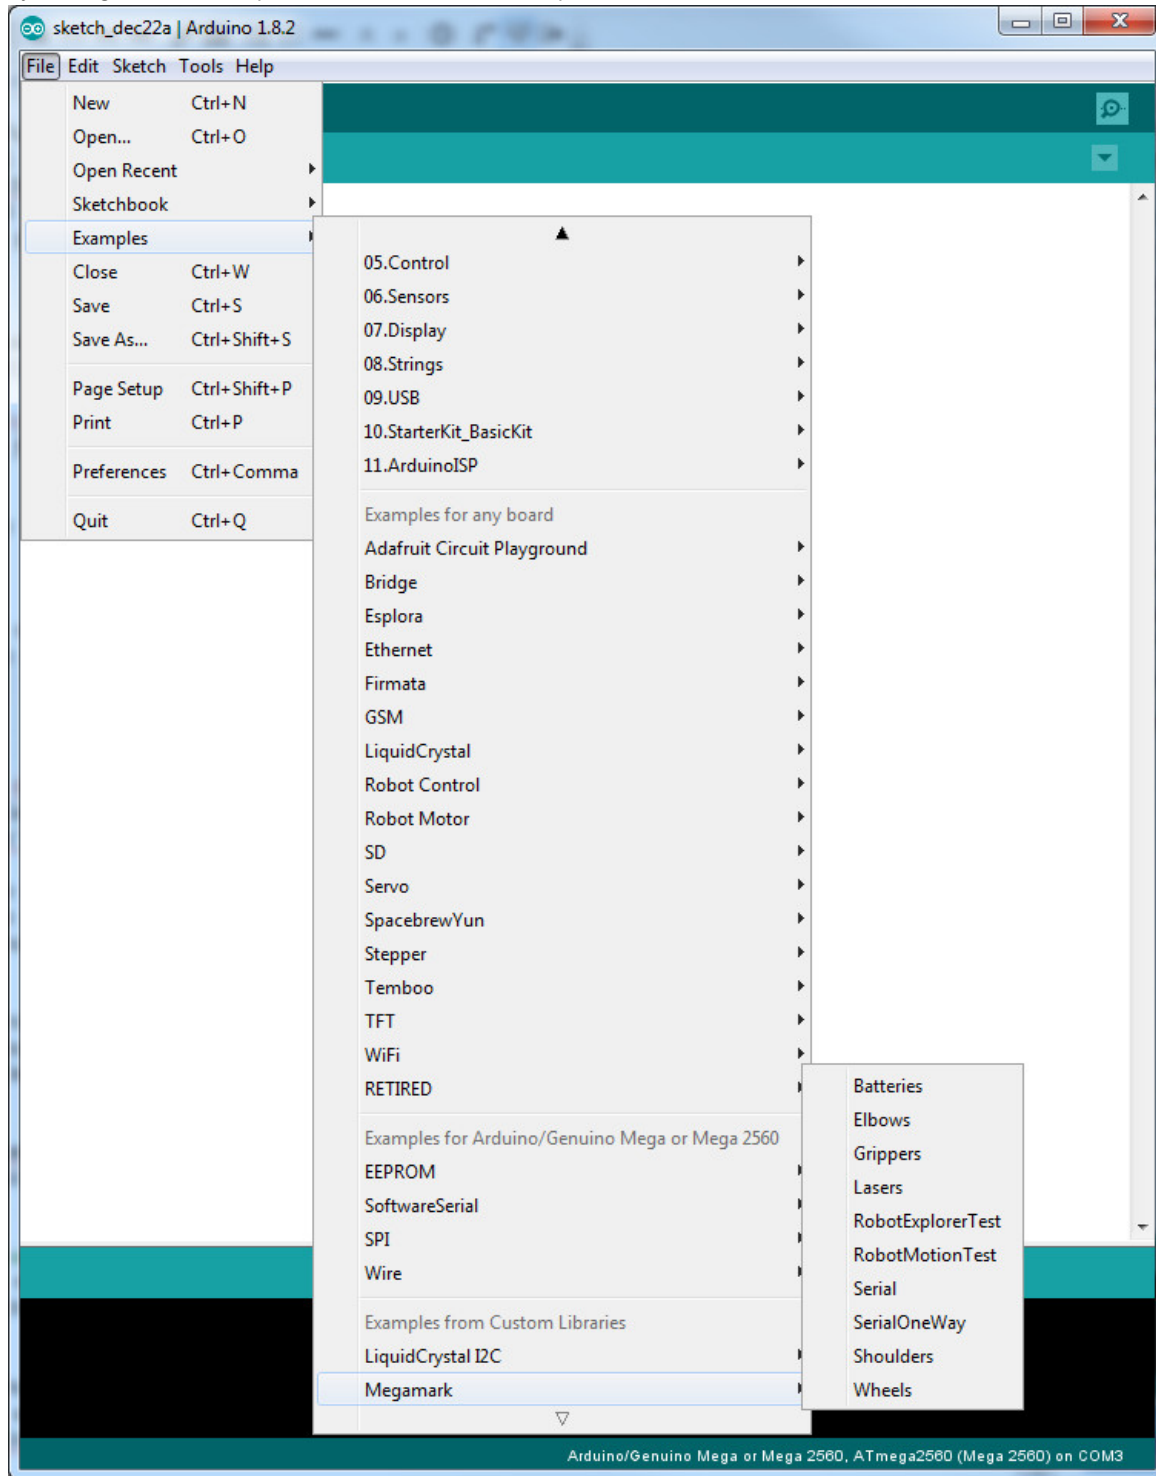 sketch_dec22a | Arduino 1.8.2
File Edit Sketch Tools Help
New Ctrl+N
Open... Ctrl+O
Open Recent
Sketchbook
Examples
Close Ctrl+W
Save Ctrl+S
Save As... Ctrl+Shift+S
Page Setup Ctrl+Shift+P
Print Ctrl+P
Preferences Ctrl+Comma
Quit Ctrl+Q
05.Control
06.Sensors
07.Display
08.Strings
09.USB
10.StarterKit_BasicKit
11.ArduinoISP
Examples for any board
Adafruit Circuit Playground
Bridge
Esplora
Ethernet
Firmata
GSM
LiquidCrystal
Robot Control
Robot Motor
SD
Servo
SpacebrewYun
Stepper
Temboo
TFT
WiFi
RETIRED
Examples for Arduino/Genuino Mega or Mega 2560
EEPROM
SoftwareSerial
SPI
Wire
Examples from Custom Libraries
LiquidCrystal I2C
Megamark
Batteries
Elbows
Grippers
Lasers
RobotExplorerTest
RobotMotionTest
Serial
SerialOneWay
Shoulders
Wheels
Arduino/Genuino Mega or Mega 2560, ATmega2560 (Mega 2560) on COM3